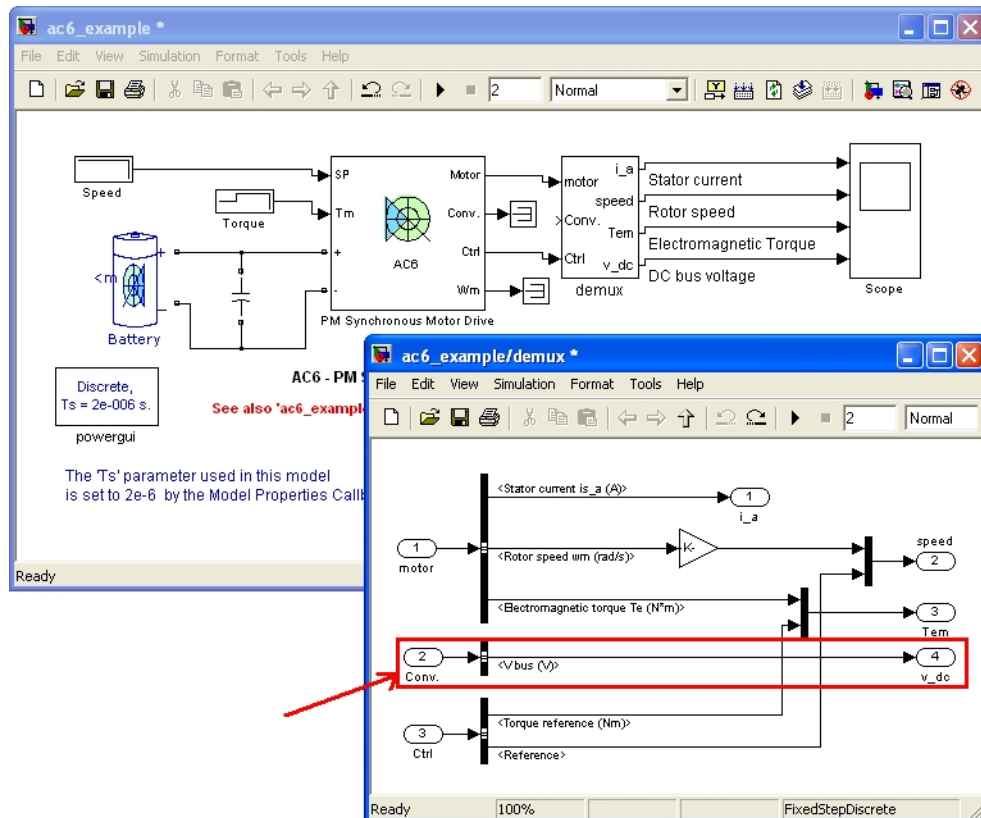 ac6_example *
File Edit View Simulation Format Tools Help
2 Normal
Speed
Torque
<m
+
-
Battery
SP
Tm
+
-
Motor
Conv.
Ctrl
Wm
AC6
PM Synchronous Motor Drive
motor
Conv.
Ctrl
i_a
speed
Tem
v_dc
demux
Stator current
Rotor speed
Electromagnetic Torque
DC bus voltage
Scope
Discrete,
Ts = 2e-006 s.
powergui
AC6 - PM S
See also 'ac6_exampl
The 'Ts' parameter used in this model
is set to 2e-6 by the Model Properties Callb
Ready
ac6_example/demux *
File Edit View Simulation Format Tools Help
2 Normal
<Stator current is_a (A)>
1
i_a
1
motor
<Rotor speed wm (rad/s)>
K-
speed
2
<Electromagnetic torque Te (N*m)>
3
Tem
2
Conv.
<V bus (V)>
4
v_dc
<Torque reference (Nm)>
3
Ctrl
<Reference>
Ready 100% FixedStepDiscrete